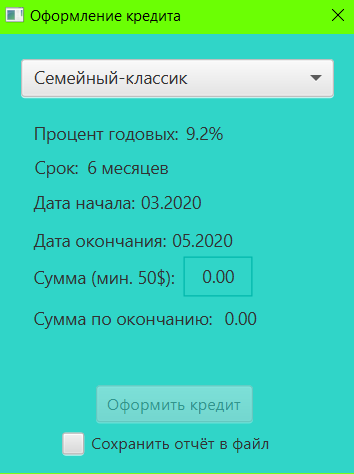 Оформление кредита
Семейный-классик
Процент годовых: 9.2%
Срок: 6 месяцев
Дата начала: 03.2020
Дата окончания: 05.2020
Сумма (мин. 50$): 0.00
Сумма по окончанию: 0.00
Оформить кредит
Сохранить отчёт в файл